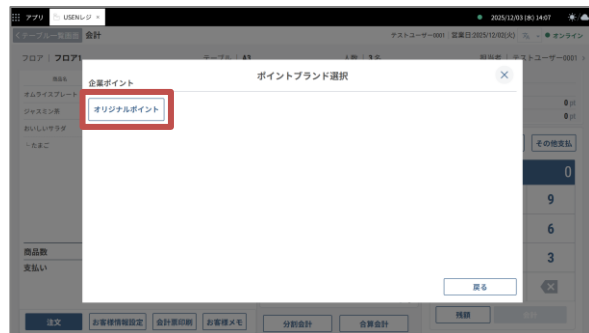 アプリ USENレジ × 2025/12/03(水) 14:07
テーブル一覧画面 会計 テストユーザー0001 営業日:2025/12/02(火) オンライン
フロア フロア1 テーブル A3 人数 3名 担当者 テストユーザー0001
ポイントブランド選択 ×
商品名 企業ポイント
オムライスプレート オリジナルポイント 0 pt
ジャスミン茶 0 pt
おいしいサラダ
- たまご その他支払
0
9
6
商品数 3
支払い
戻る
注文 お客様情報設定 会計票印刷 お客様メモ 分割会計 合算会計 残額